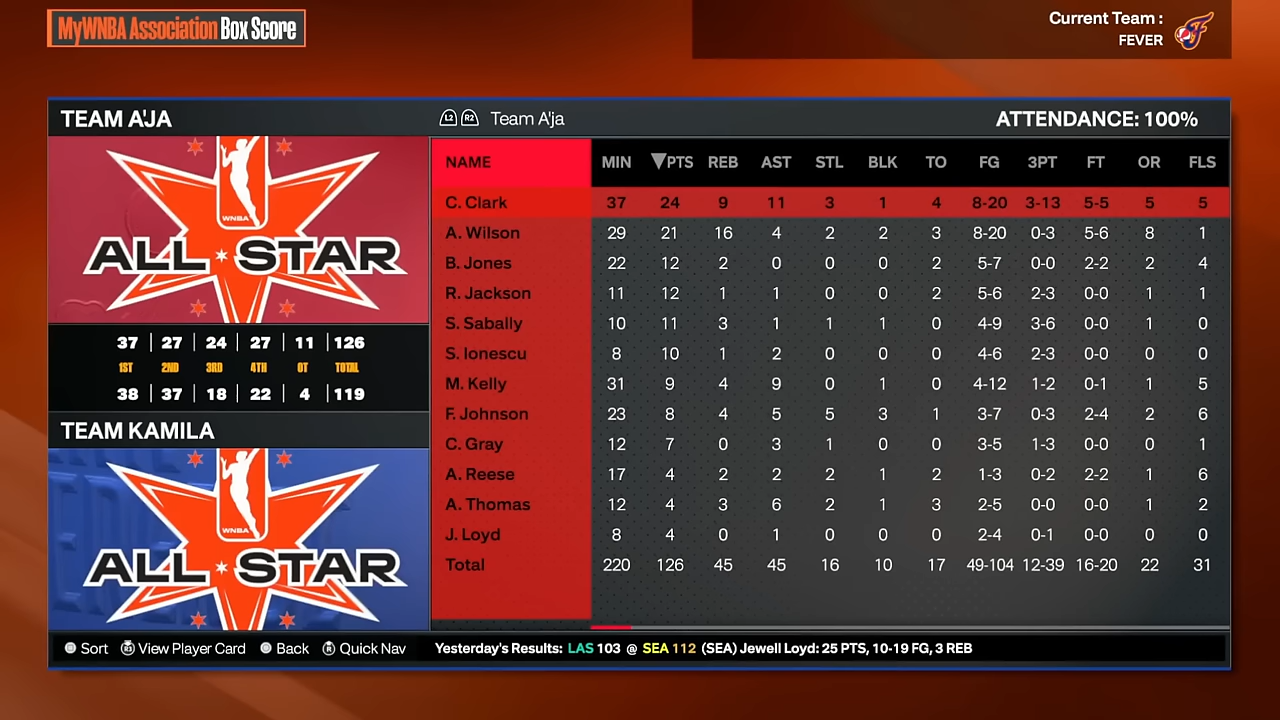 MyWNBA Association Box Score
Current Team :
FEVER
TEAM A'JA
L2 R2 Team A'ja
ATTENDANCE: 100%
WNBA
ALL STAR
37 27 24 27 11 126
1ST 2ND 3RD 4TH OT TOTAL
38 37 18 22 4 119
TEAM KAMILA
WNBA
ALL STAR
NAME MIN PTS REB AST STL BLK TO FG 3PT FT OR FLS
C. Clark 37 24 9 11 3 1 4 8-20 3-13 5-5 5 5
A. Wilson 29 21 16 4 2 2 3 8-20 0-3 5-6 8 1
B. Jones 22 12 2 0 0 0 2 5-7 0-0 2-2 2 4
R. Jackson 11 12 1 1 0 0 2 5-6 2-3 0-0 1 1
S. Sabally 10 11 3 1 1 1 0 4-9 3-6 0-0 1 0
S. Ionescu 8 10 1 2 0 0 0 4-6 2-3 0-0 0 0
M. Kelly 31 9 4 9 0 1 0 4-12 1-2 0-1 1 5
F. Johnson 23 8 4 5 5 3 1 3-7 0-3 2-4 2 6
C. Gray 12 7 0 3 1 0 0 3-5 1-3 0-0 0 1
A. Reese 17 4 2 2 2 1 2 1-3 0-2 2-2 1 6
A. Thomas 12 4 3 6 2 1 3 2-5 0-0 0-0 1 2
J. Loyd 8 4 0 1 0 0 0 2-4 0-1 0-0 0 0
Total 220 126 45 45 16 10 17 49-104 12-39 16-20 22 31
Sort R3 View Player Card Back R Quick Nav
Yesterday's Results: LAS 103 @ SEA 112 (SEA) Jewell Loyd: 25 PTS, 10-19 FG, 3 REB